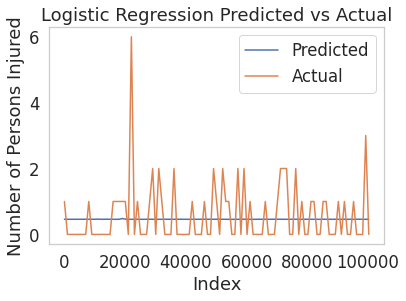 Logistic Regression Predicted vs Actual
Number of Persons Injured
6
4
2
0
Predicted
Actual
0 20000 40000 60000 80000 100000
Index